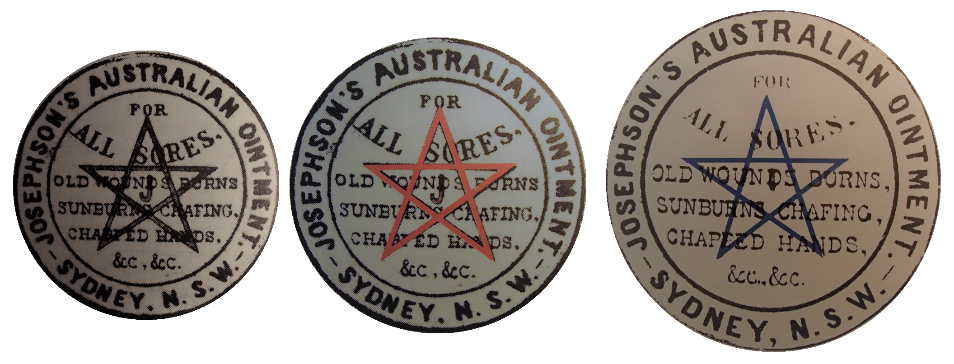 JOSEPHSON'S AUSTRALIAN OINTMENT.
FOR
ALL SORES.
OLD WOUNDS BURNS
J
SUNBURNS CHAFING,
CHAPPED HANDS.
&C., &C.
—SYDNEY. N.S.W.—
JOSEPHSON'S AUSTRALIAN OINTMENT.
FOR
ALL SORES.
OLD WOUNDS BURNS
J
SUNBURNS CHAFING,
CHAPPED HANDS.
&C., &C.
—SYDNEY. N.S.W.—
JOSEPHSON'S AUSTRALIAN OINTMENT.
FOR
ALL SORES.
OLD WOUNDS BURNS,
J
SUNBURNS CHAFING,
CHAPPED HANDS,
&c.,&c.
—SYDNEY, N.S.W.—